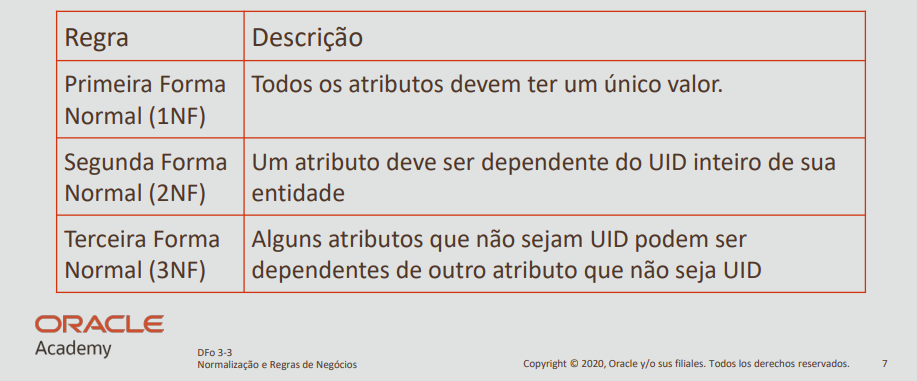 Regra
Descrição
Primeira Forma
Normal (1NF)
Todos os atributos devem ter um único valor.
Segunda Forma
Normal (2NF)
Um atributo deve ser dependente do UID inteiro de sua
entidade
Terceira Forma
Normal (3NF)
Alguns atributos que não sejam UID podem ser
dependentes de outro atributo que não seja UID
ORACLE
Academy
DFo 3-3
Normalização e Regras de Negócios
Copyright © 2020, Oracle y/o sus filiales. Todos los derechos reservados.
7